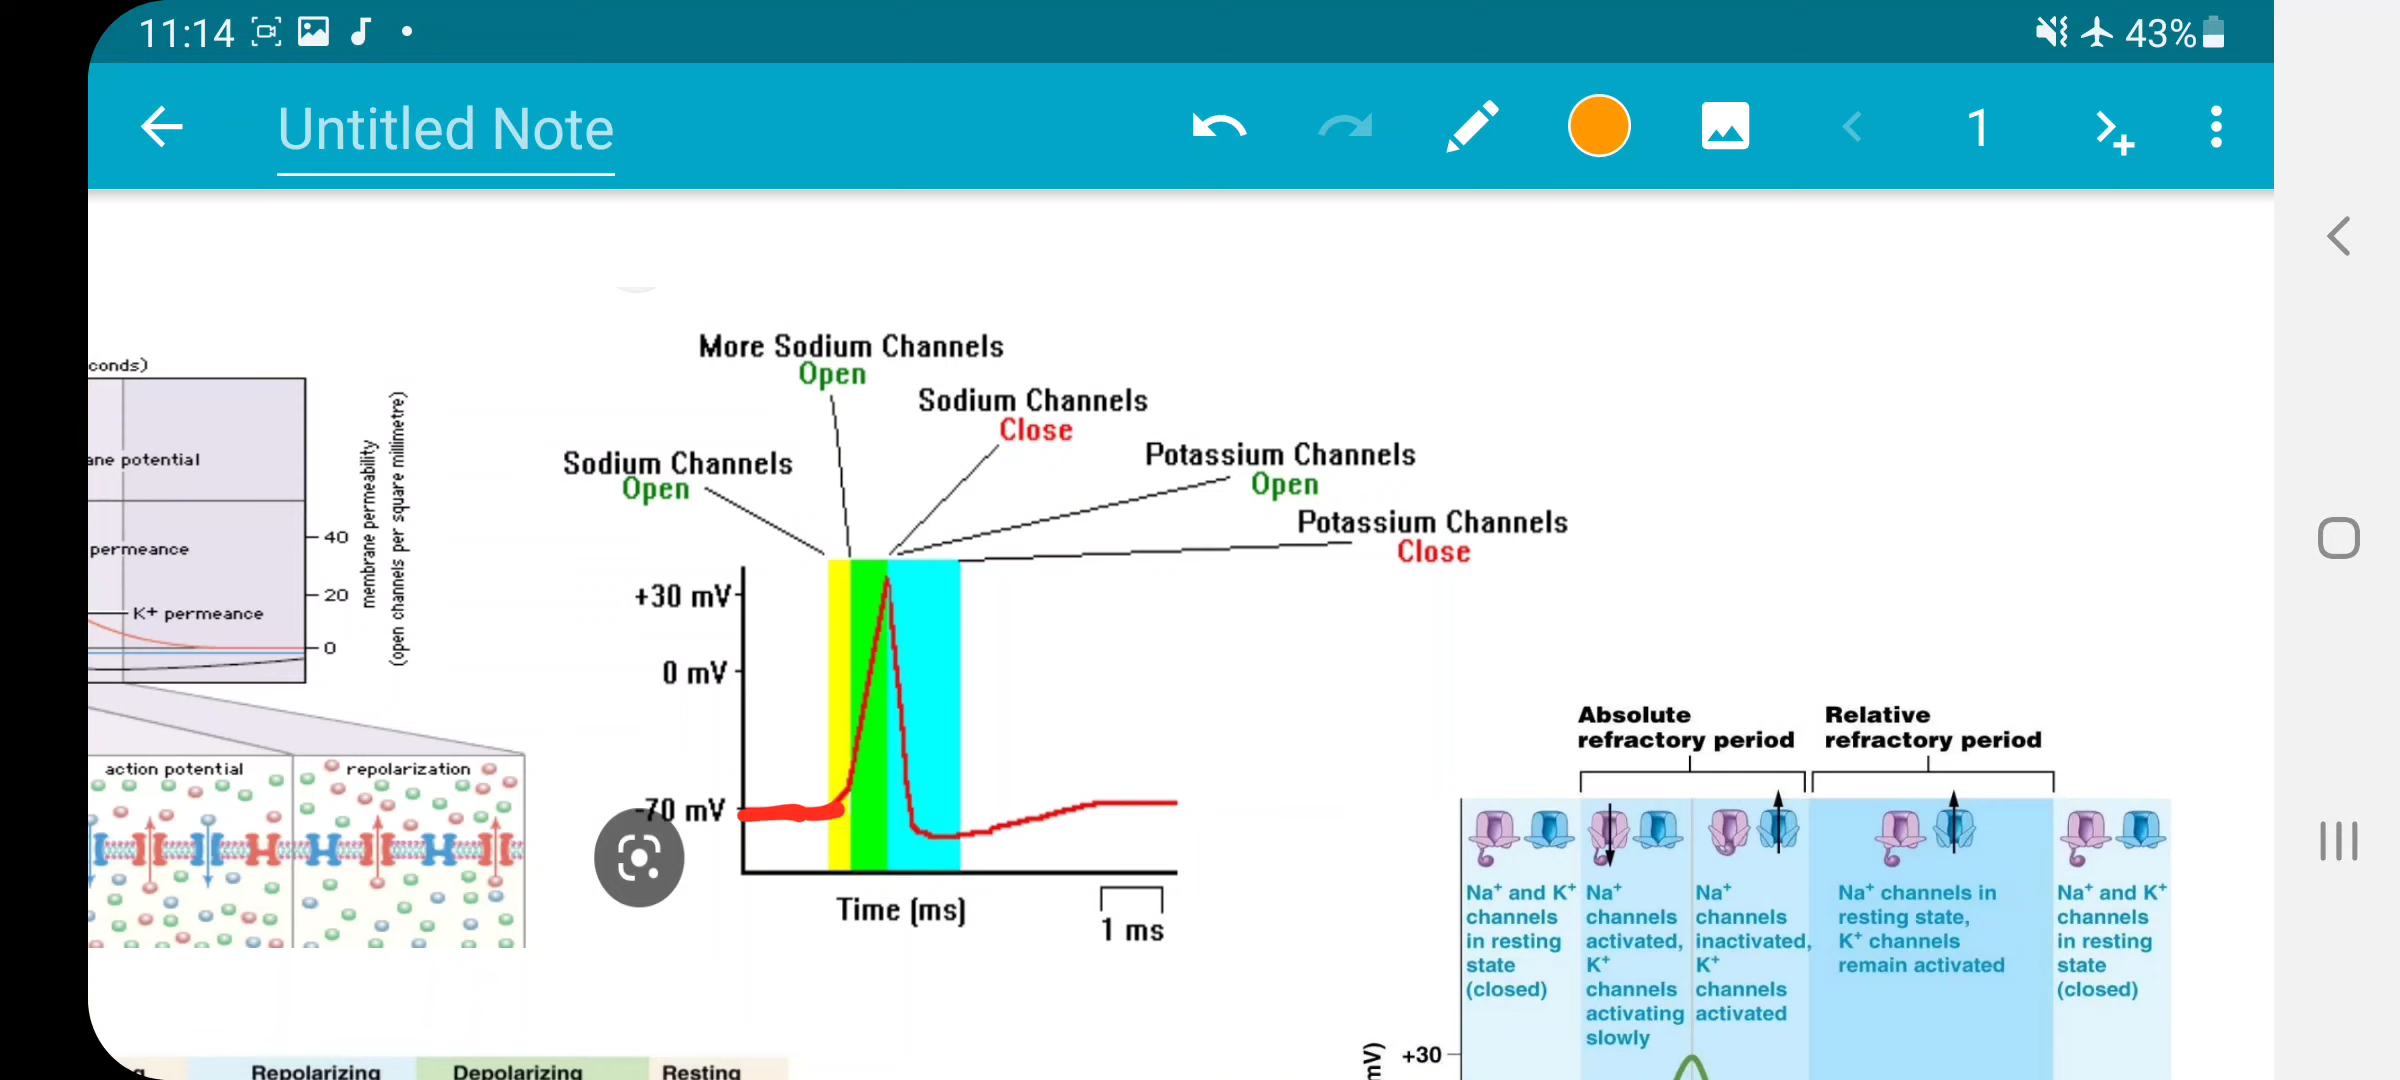 11:14
43%
Untitled Note
1
conds)
ane potential
permeance
K+ permeance
40
20
0
membrane permeability
(open channels per square milimetre)
action potential
repolarization
More Sodium Channels
Open
Sodium Channels
Close
Sodium Channels
Open
Potassium Channels
Open
Potassium Channels
Close
+30 mV
0 mV
-70 mV
Time (ms)
1 ms
Absolute
refractory period
Relative
refractory period
Na+ and K+
channels
in resting
state
(closed)
Na+
channels
activated,
K+
channels
activating
slowly
Na+
channels
inactivated,
K+
channels
activated
Na+ channels in
resting state,
K+ channels
remain activated
Na+ and K+
channels
in resting
state
(closed)
mV)
+30
g
Repolarizing
Depolarizing
Resting